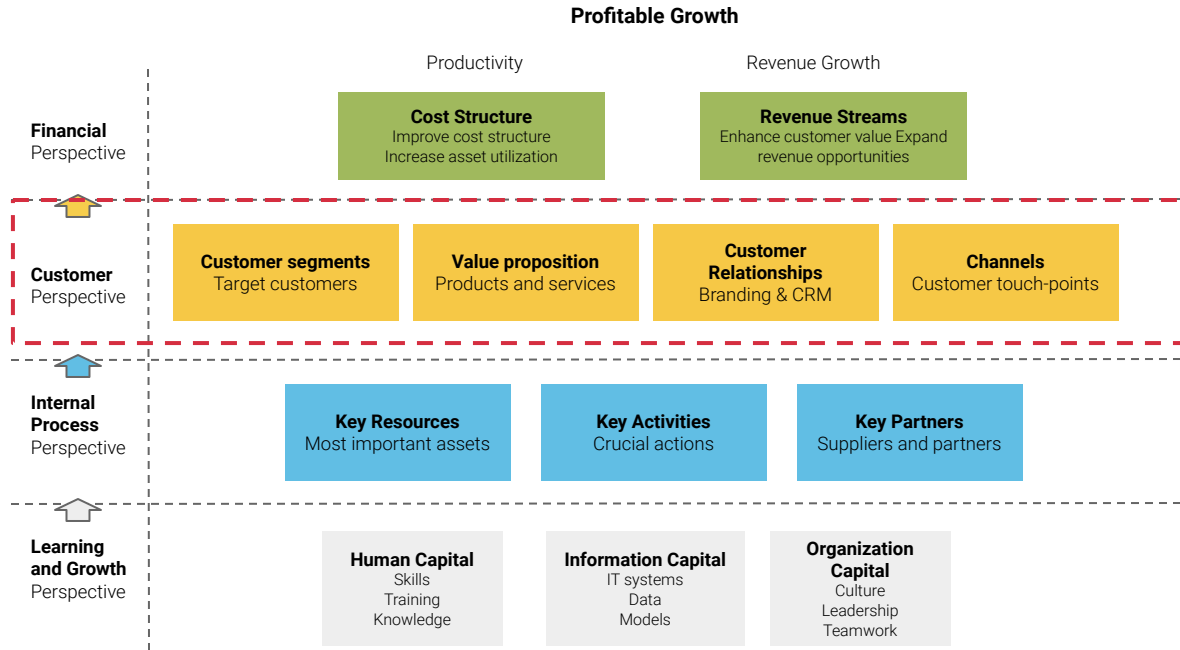 Profitable Growth
Productivity
Revenue Growth
Financial
Perspective
Cost Structure
Improve cost structure
Increase asset utilization
Revenue Streams
Enhance customer value Expand
revenue opportunities
Customer
Perspective
Customer segments
Target customers
Value proposition
Products and services
Customer
Relationships
Branding & CRM
Channels
Customer touch-points
Internal
Process
Perspective
Key Resources
Most important assets
Key Activities
Crucial actions
Key Partners
Suppliers and partners
Learning
and Growth
Perspective
Human Capital
Skills
Training
Knowledge
Information Capital
IT systems
Data
Models
Organization
Capital
Culture
Leadership
Teamwork